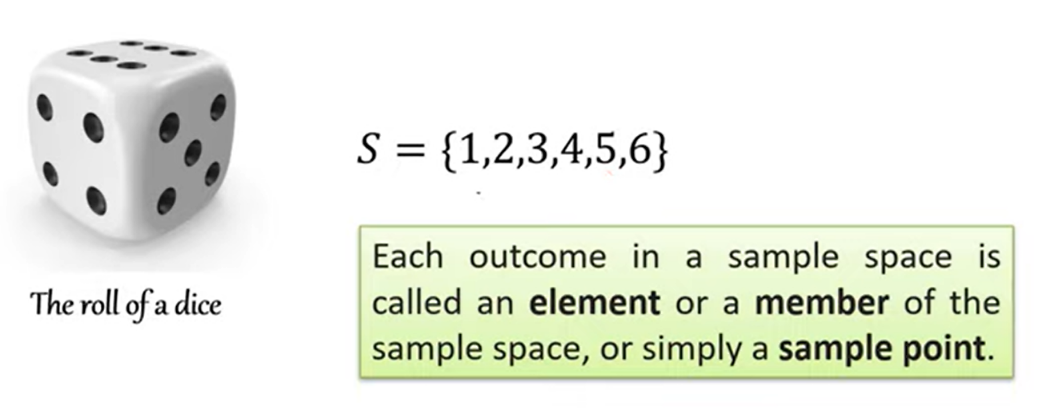 S = {1,2,3,4,5,6}
Each outcome in a sample space is
called an element or a member of the
sample space, or simply a sample point.
The roll of a dice